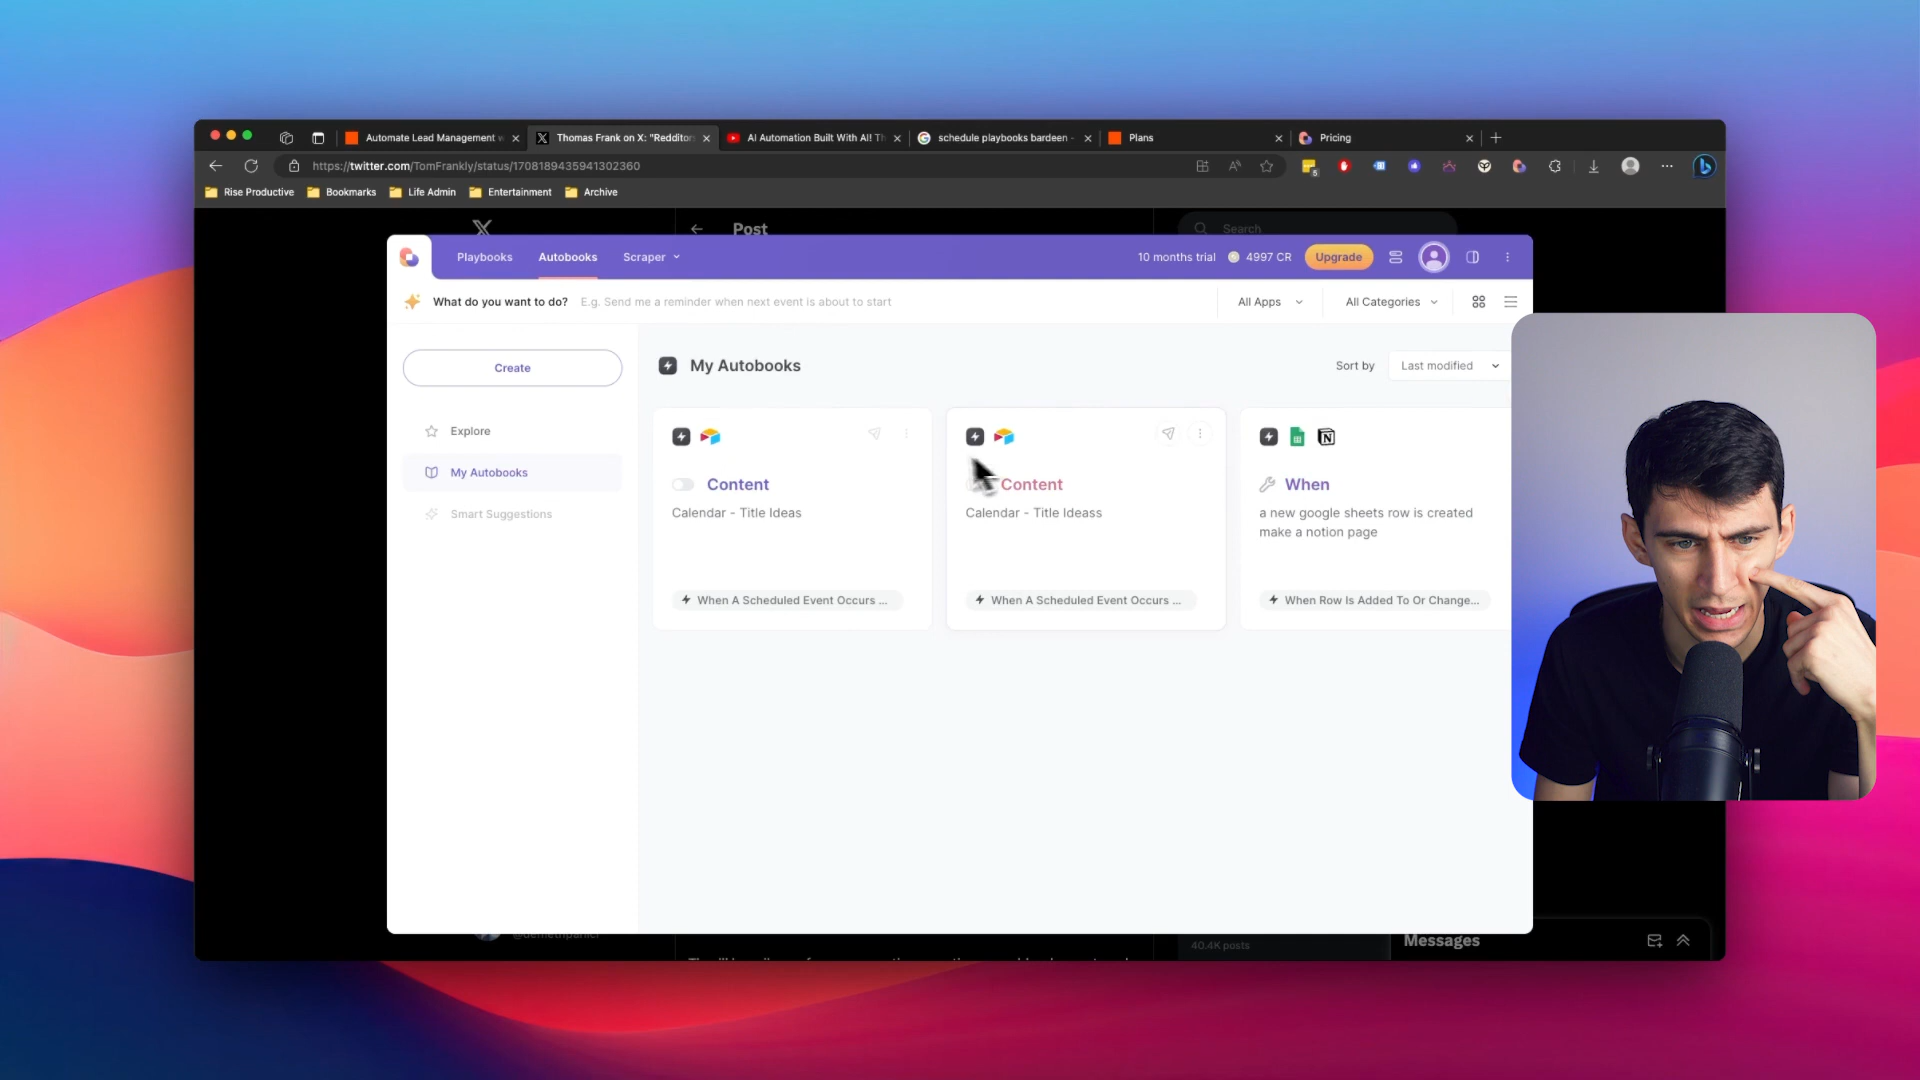 Automate Lead Management w
Thomas Frank on X: "Redditor
AI Automation Built With AI! Th
schedule playbooks bardeen -
Plans
Pricing
https://twitter.com/TomFrankly/status/1708189435941302360
Rise Productive
Bookmarks
Life Admin
Entertainment
Archive
Post
Search
Playbooks
Autobooks
Scraper
10 months trial
4997 CR
Upgrade
What do you want to do?
E.g. Send me a reminder when next event is about to start
All Apps
All Categories
Create
Explore
My Autobooks
Smart Suggestions
My Autobooks
Sort by
Last modified
Content
Calendar - Title Ideas
When A Scheduled Event Occurs ...
Content
Calendar - Title Ideass
When A Scheduled Event Occurs ...
When
a new google sheets row is created
make a notion page
When Row Is Added To Or Change...
40.4K posts
Messages